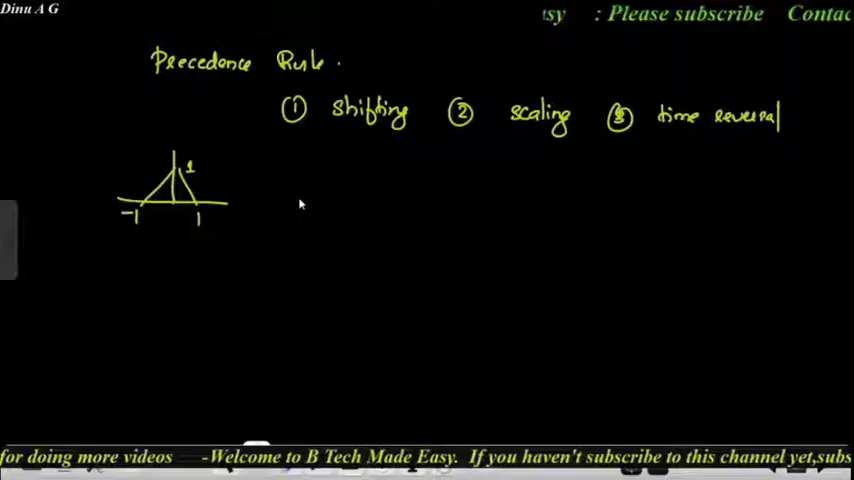 Dinu A G
sy : Please subscribe Contac
Precedence Rule.
① shifting ② scaling ③ time reversal
1
-1 1
for doing more videos -Welcome to B Tech Made Easy. If you haven't subscribe to this channel yet,subs